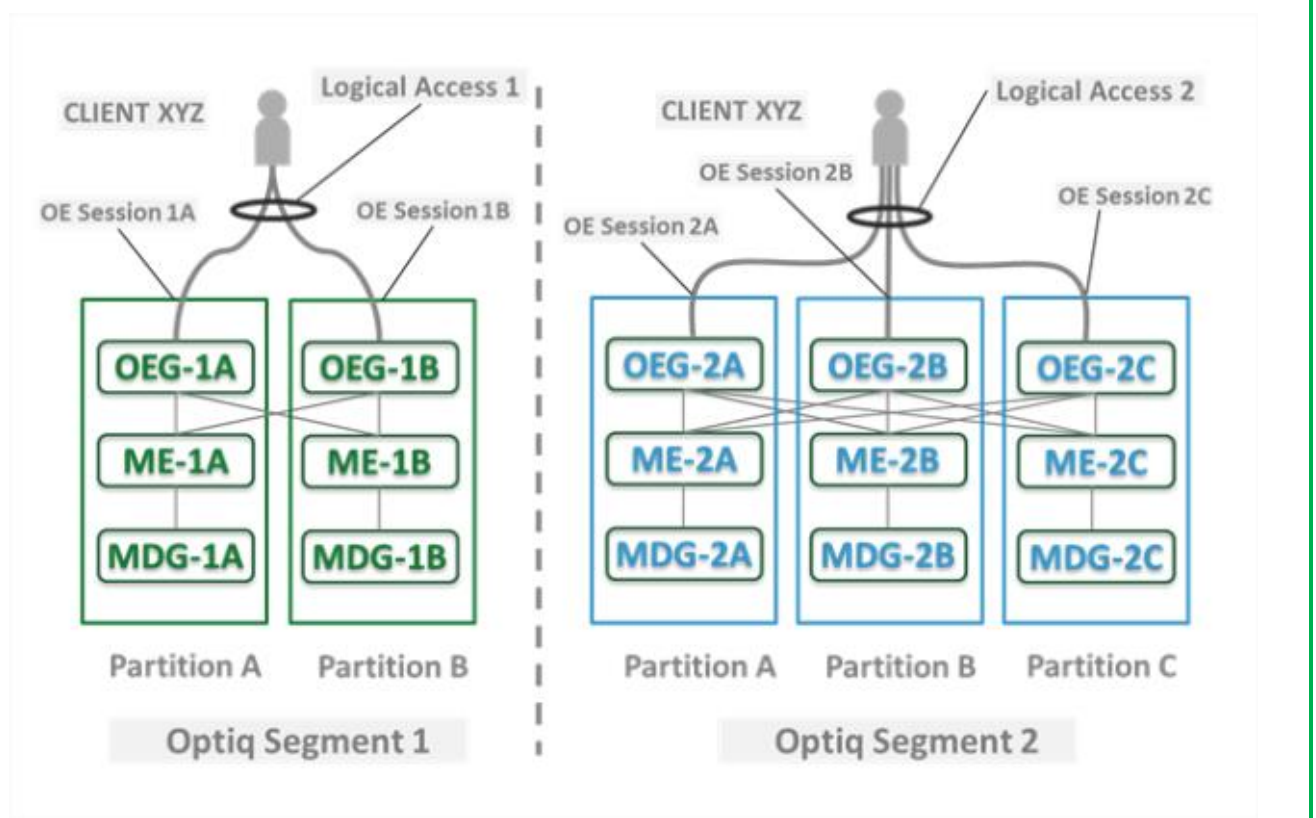 Logical Access 1
CLIENT XYZ
OE Session 1A
OE Session 1B
OEG-1A
OEG-1B
ME-1A
ME-1B
MDG-1A
MDG-1B
Partition A
Partition B
Optiq Segment 1
Logical Access 2
CLIENT XYZ
OE Session 2B
OE Session 2C
OE Session 2A
OEG-2A
OEG-2B
OEG-2C
ME-2A
ME-2B
ME-2C
MDG-2A
MDG-2B
MDG-2C
Partition A
Partition B
Partition C
Optiq Segment 2